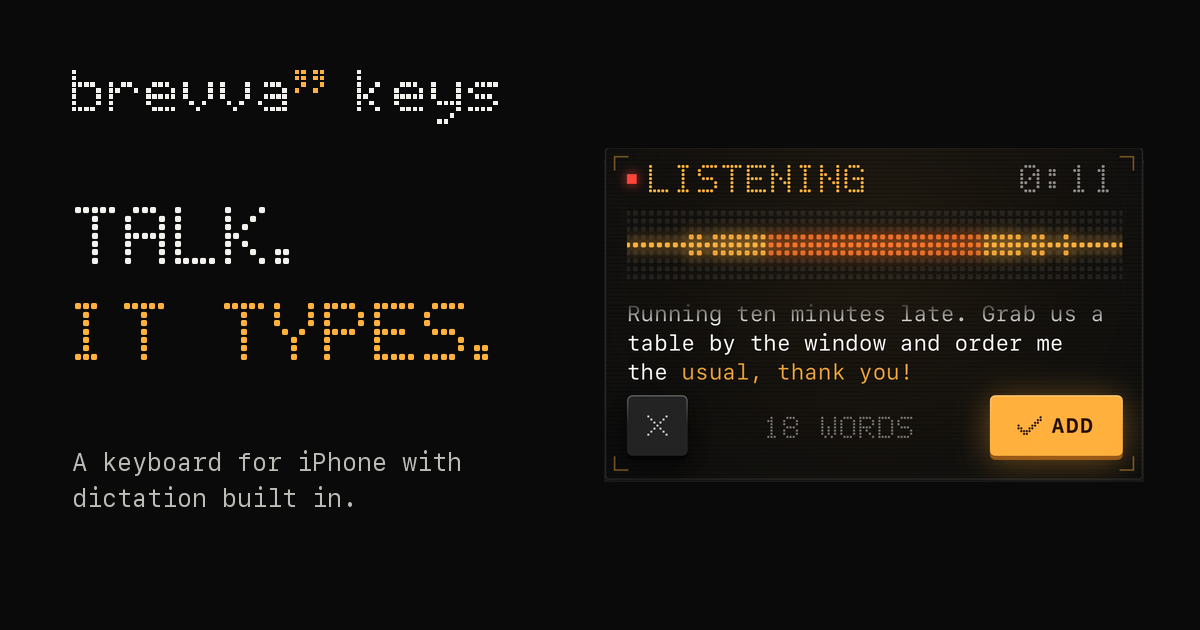 brevva” keys
TALK.
IT TYPES.
A keyboard for iPhone with
dictation built in.
LISTENING 0:11
Running ten minutes late. Grab us a
table by the window and order me
the usual, thank you!
18 WORDS
ADD